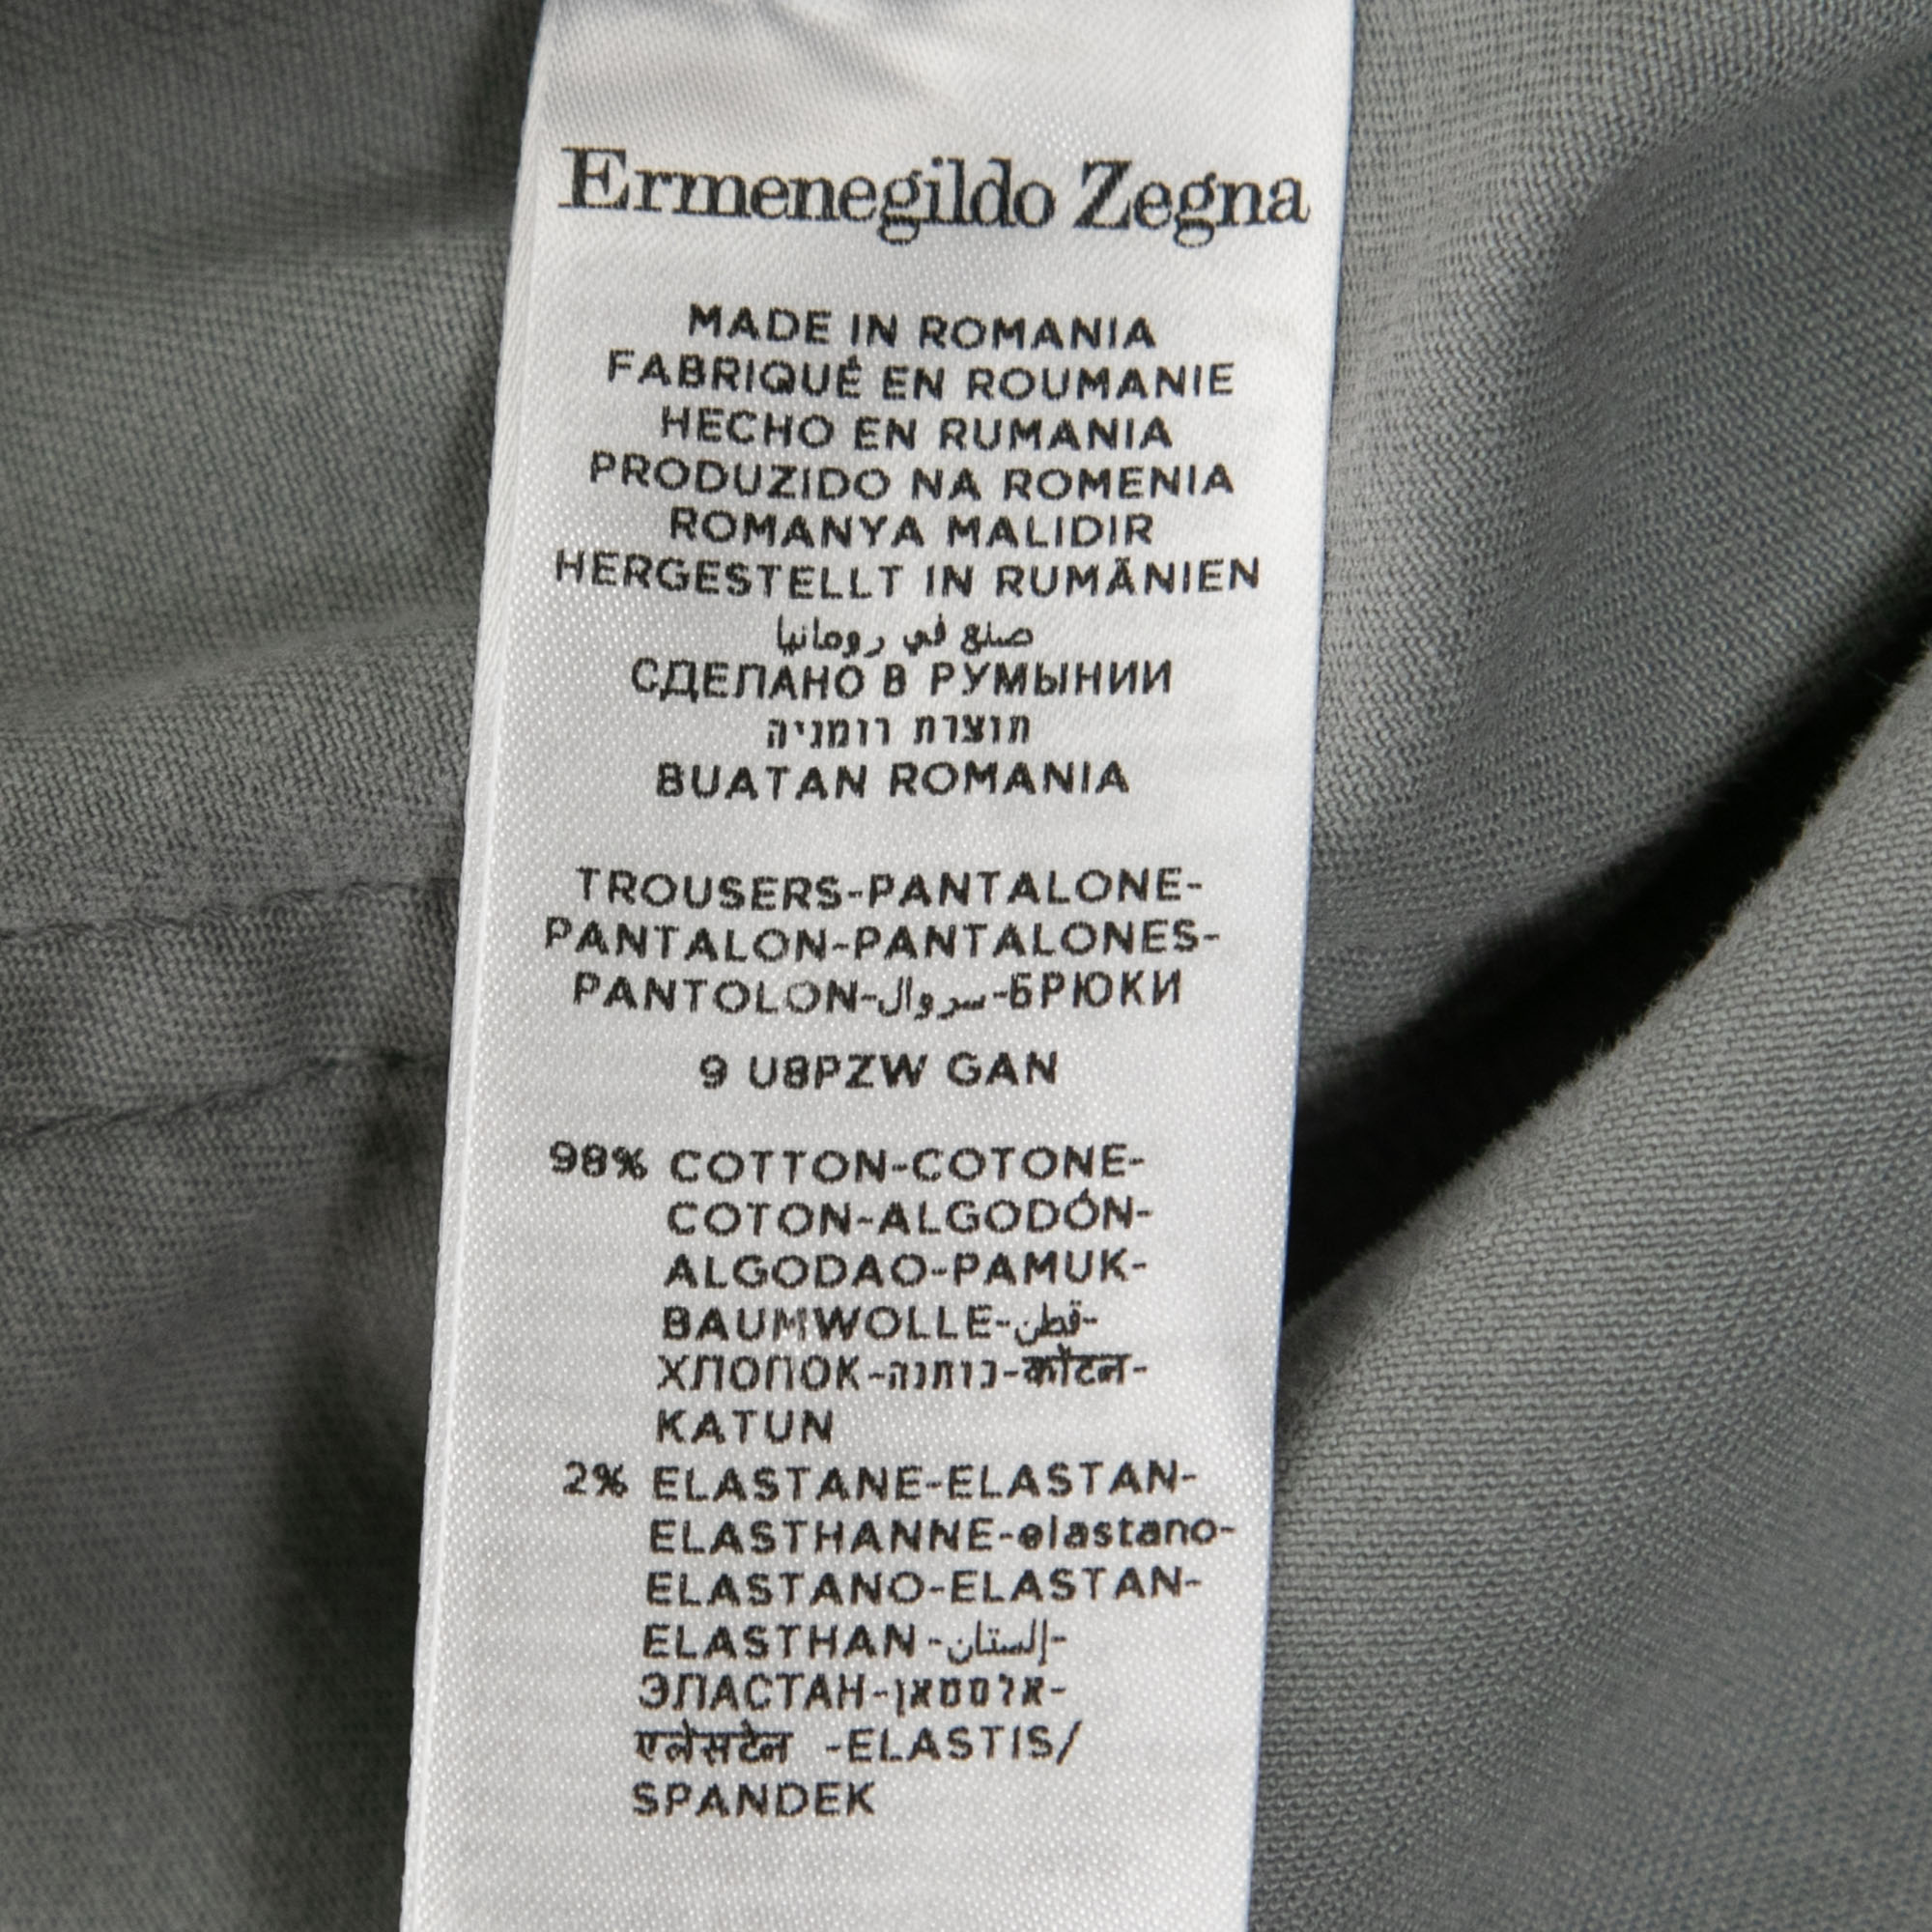 Ermenegildo Zegna
MADE IN ROMANIA
FABRIQUÉ EN ROUMANIE
HECHO EN RUMANIA
PRODUZIDO NA ROMENIA
ROMANYA MALIDIR
HERGESTELLT IN RUMÄNIEN
صنع في رومانيا
СДЕЛАНО В РУМЫНИИ
תוצרת רומניה
BUATAN ROMANIA
TROUSERS-PANTALONE-
PANTALON-PANTALONES-
PANTOLON-سروال-БРЮКИ
9 U8PZW GAN
98% COTTON-COTONE-
COTON-ALGODÓN-
ALGODAO-PAMUK-
BAUMWOLLE-قطن-
ХЛОПОК-כותנה-कॉटन-
KATUN
2% ELASTANE-ELASTAN-
ELASTHANNE-elastano-
ELASTANO-ELASTAN-
ELASTHAN-إلستان-
ЭЛАСТАН-אלסטאן-
एलेसटेन -ELASTIS/
SPANDEK